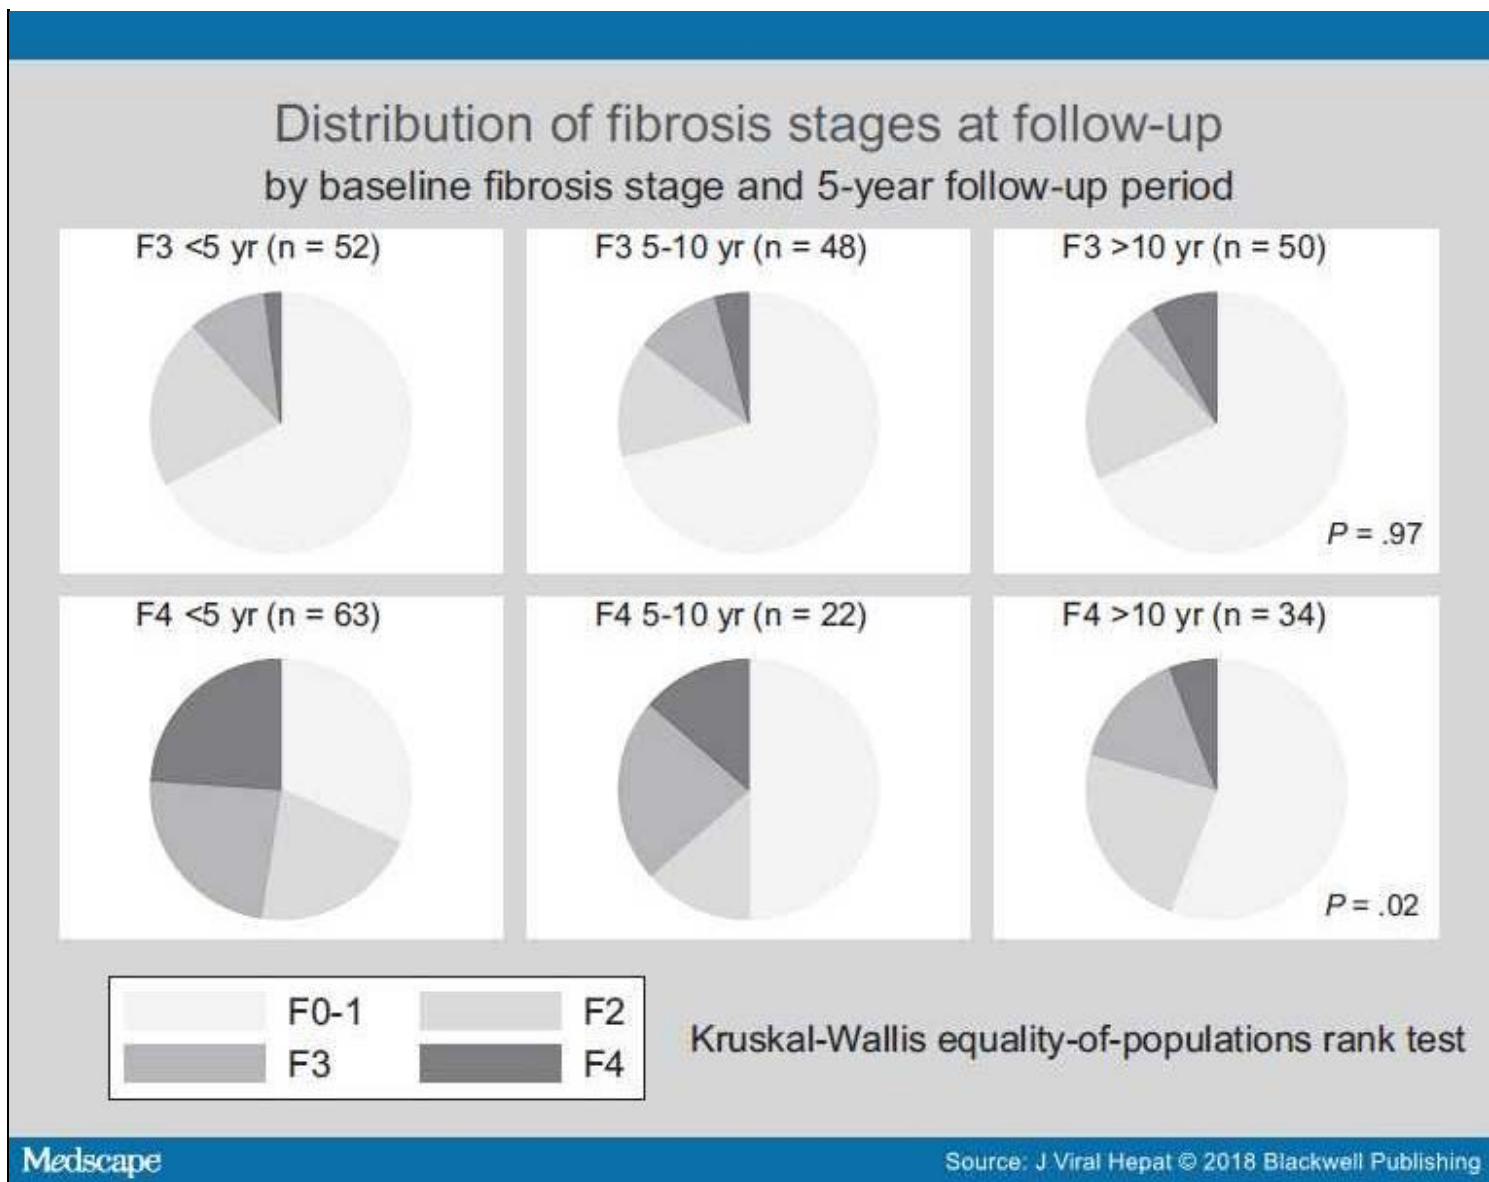 Distribution of fibrosis stages at follow-up
by baseline fibrosis stage and 5-year follow-up period
F3 <5 yr (n = 52)
F3 5-10 yr (n = 48)
F3 >10 yr (n = 50)
P = .97
F4 <5 yr (n = 63)
F4 5-10 yr (n = 22)
F4 >10 yr (n = 34)
P = .02
F0-1
F2
F3
F4
Kruskal-Wallis equality-of-populations rank test
Medscape
Source: J Viral Hepat © 2018 Blackwell Publishing